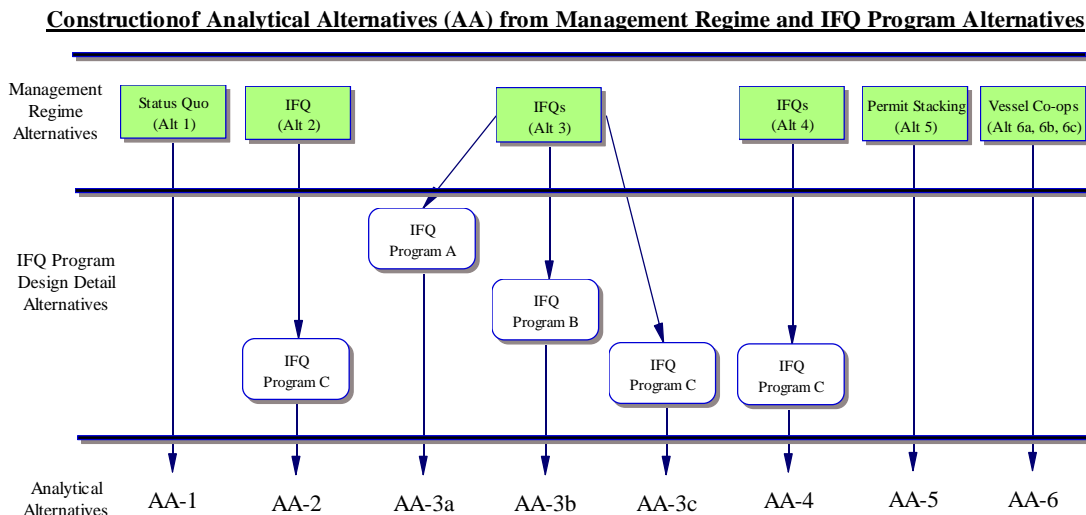 Constructionof Analytical Alternatives (AA) from Management Regime and IFQ Program Alternatives
Management
Regime
Alternatives
Status Quo
(Alt 1)
IFQ
(Alt 2)
IFQs
(Alt 3)
IFQs
(Alt 4)
Permit Stacking
(Alt 5)
Vessel Co-ops
(Alt 6a, 6b, 6c)
IFQ Program
Design Detail
Alternatives
IFQ
Program A
IFQ
Program B
IFQ
Program C
IFQ
Program C
IFQ
Program C
Analytical
Alternatives
AA-1
AA-2
AA-3a
AA-3b
AA-3c
AA-4
AA-5
AA-6